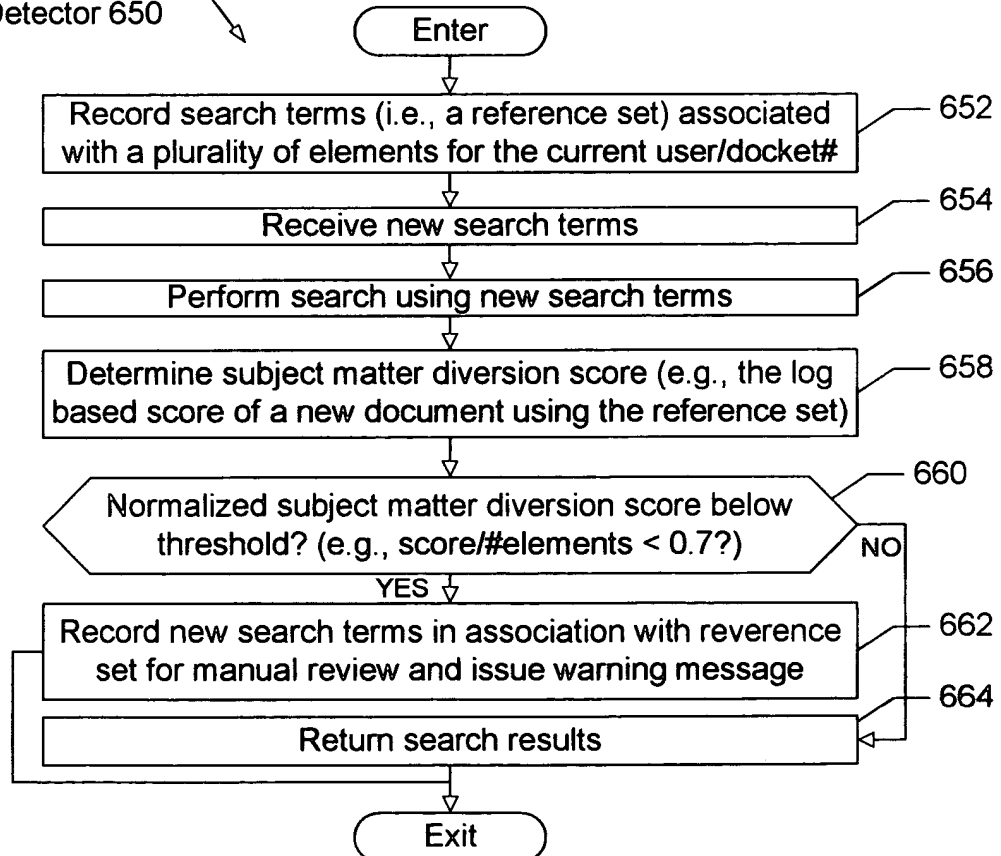 Detector 650
Enter
Record search terms (i.e., a reference set) associated
with a plurality of elements for the current user/docket#
652
Receive new search terms
654
Perform search using new search terms
656
Determine subject matter diversion score (e.g., the log
based score of a new document using the reference set)
658
Normalized subject matter diversion score below
threshold? (e.g., score/#elements < 0.7?)
660
NO
YES
Record new search terms in association with reverence
set for manual review and issue warning message
662
Return search results
664
Exit